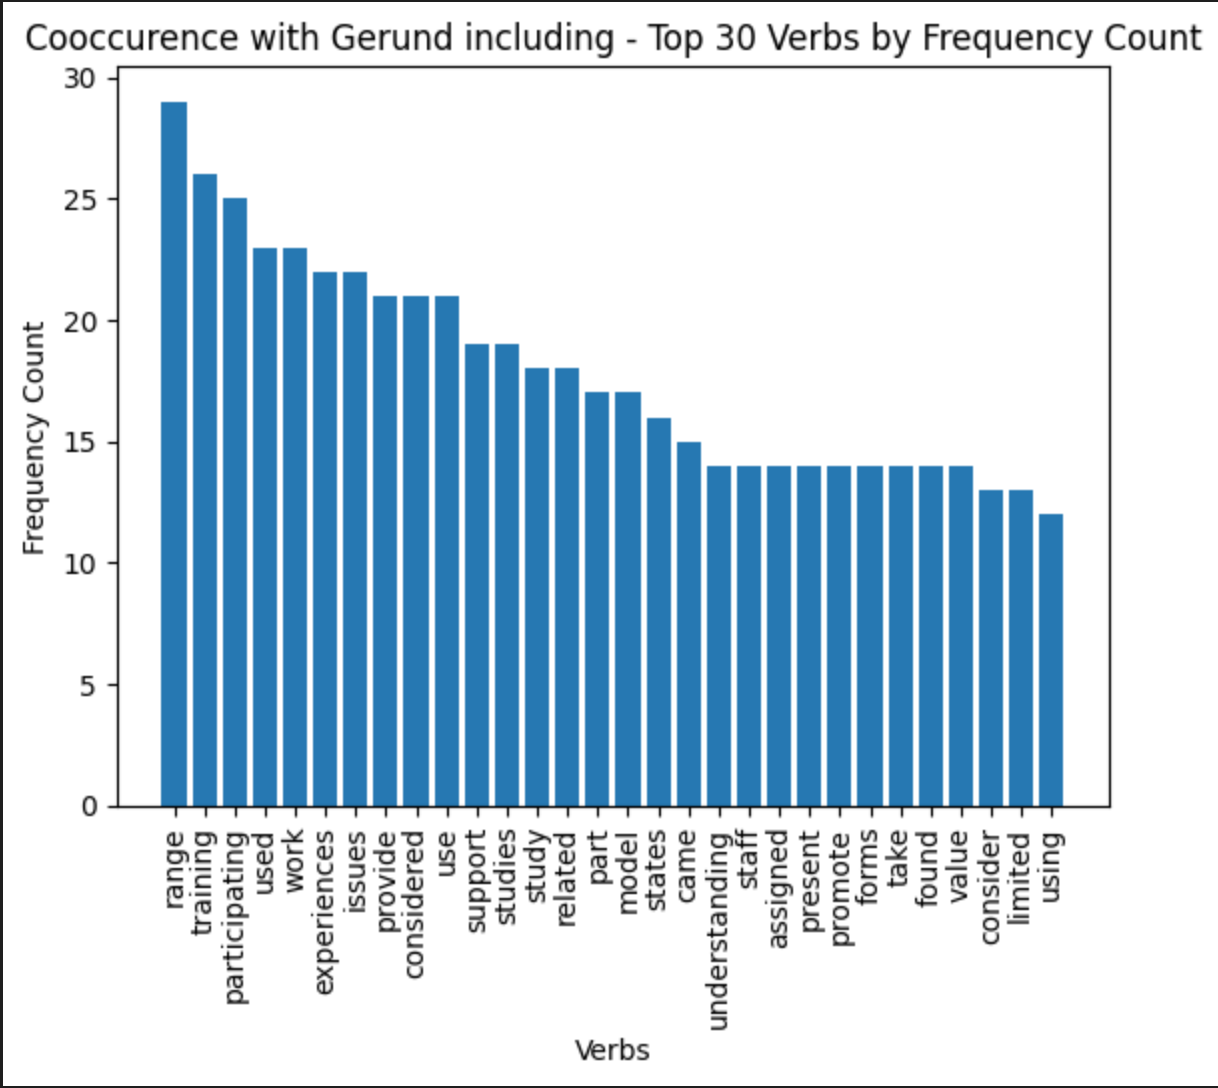 Cooccurence with Gerund including - Top 30 Verbs by Frequency Count
30
25
20
15
10
5
0
Frequency Count
range
training
participating
used
work
experiences
issues
provide
considered
use
support
studies
study
related
part
model
states
came
understanding
staff
assigned
present
promote
forms
take
found
value
consider
limited
using
Verbs